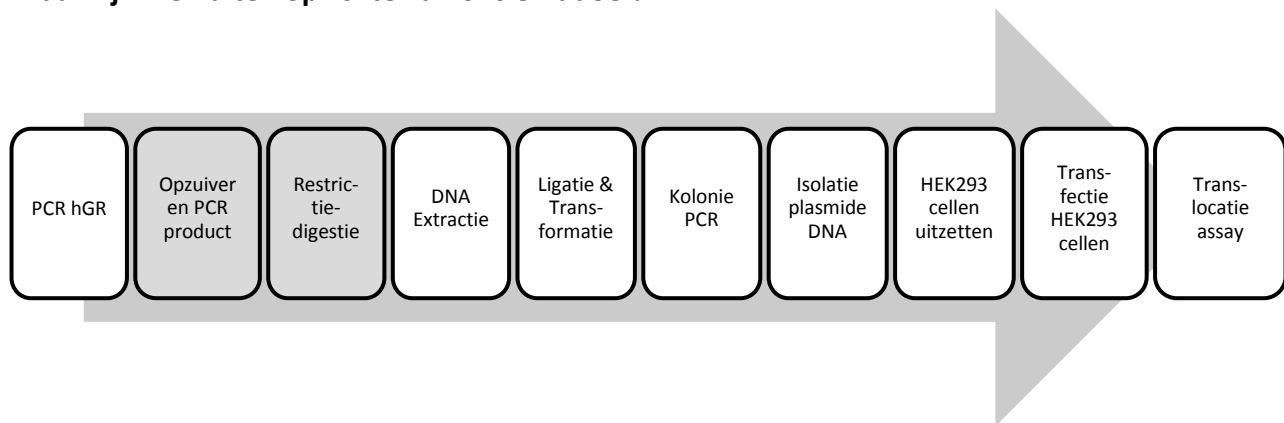 PCR hGR
Opzuiver
en PCR
product
Restric-
tie-
digestie
DNA
Extractie
Ligatie &
Trans-
formatie
Kolonie
PCR
Isolatie
plasmide
DNA
HEK293
cellen
uitzetten
Trans-
fectie
HEK293
cellen
Trans-
locatie
assay